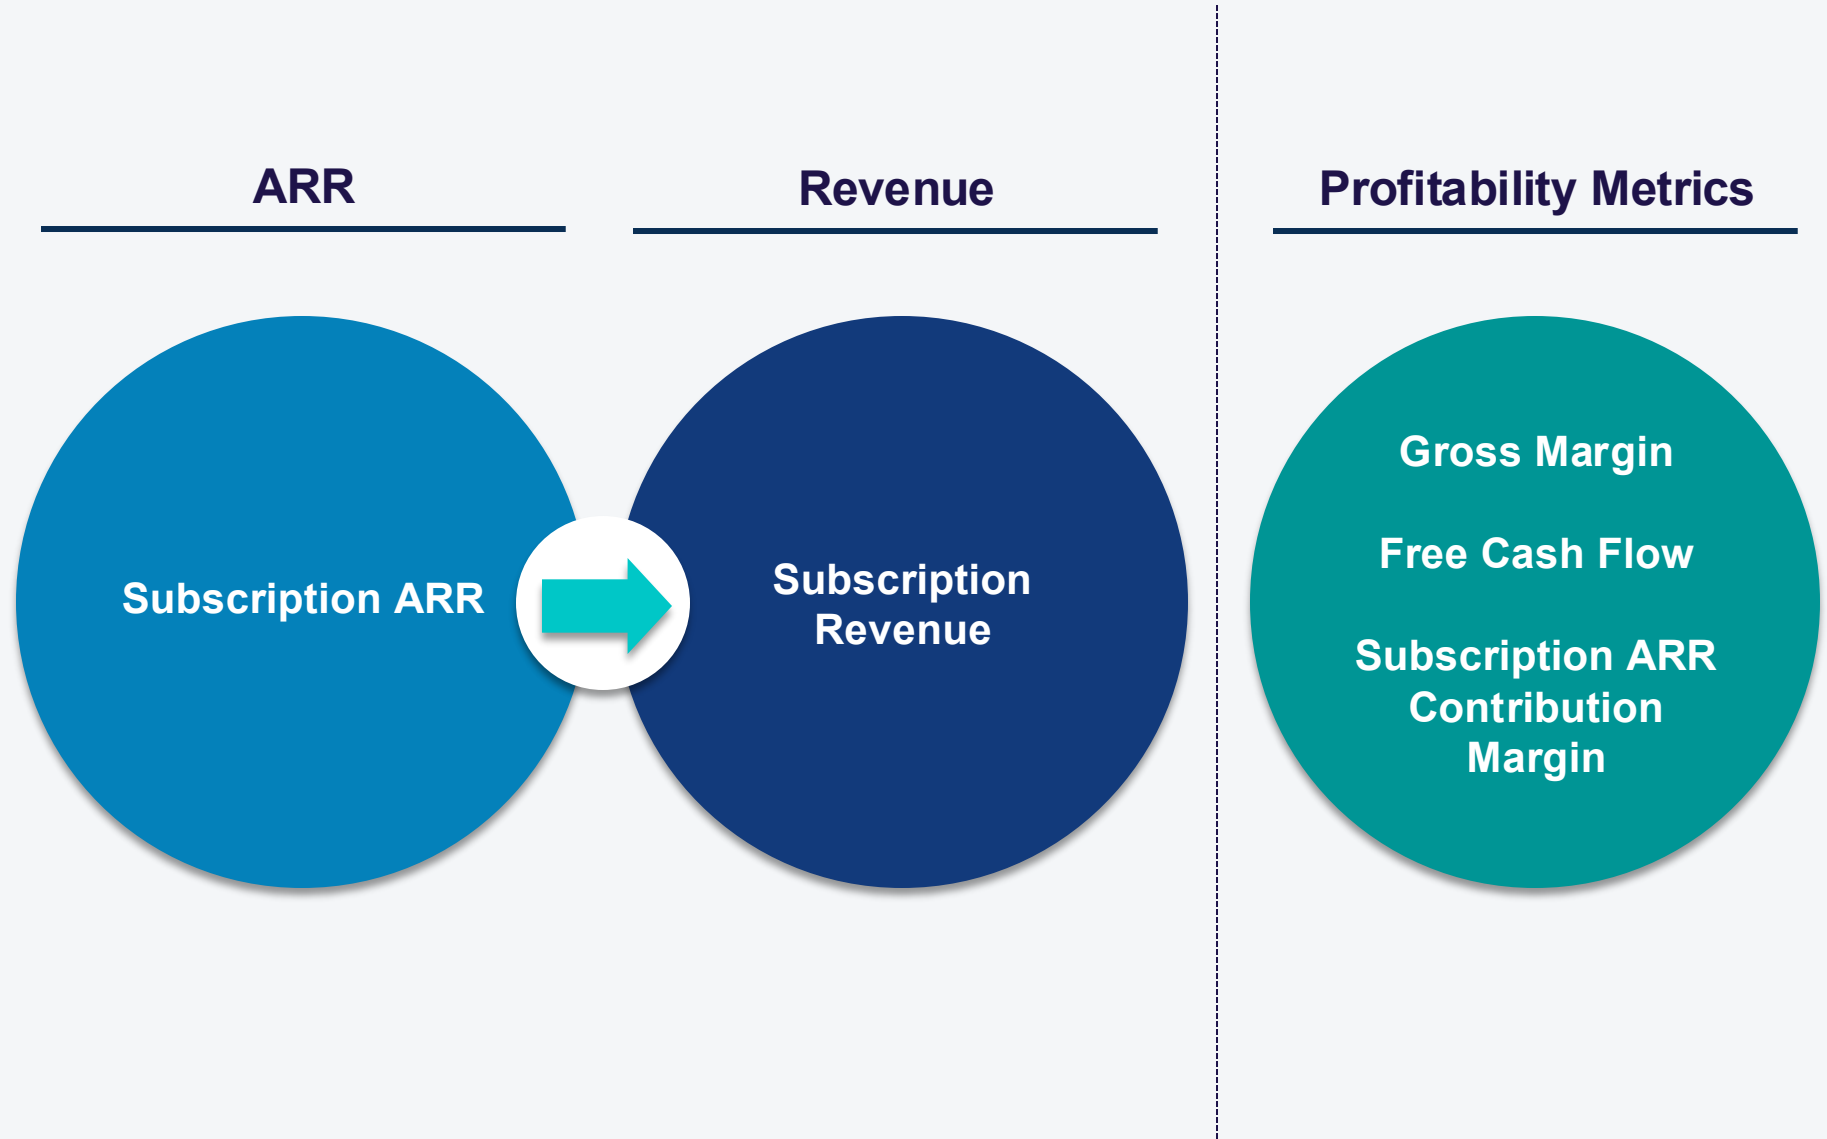 ARR
Revenue
Profitability Metrics
Subscription ARR
Subscription
Revenue
Gross Margin
Free Cash Flow
Subscription ARR
Contribution
Margin